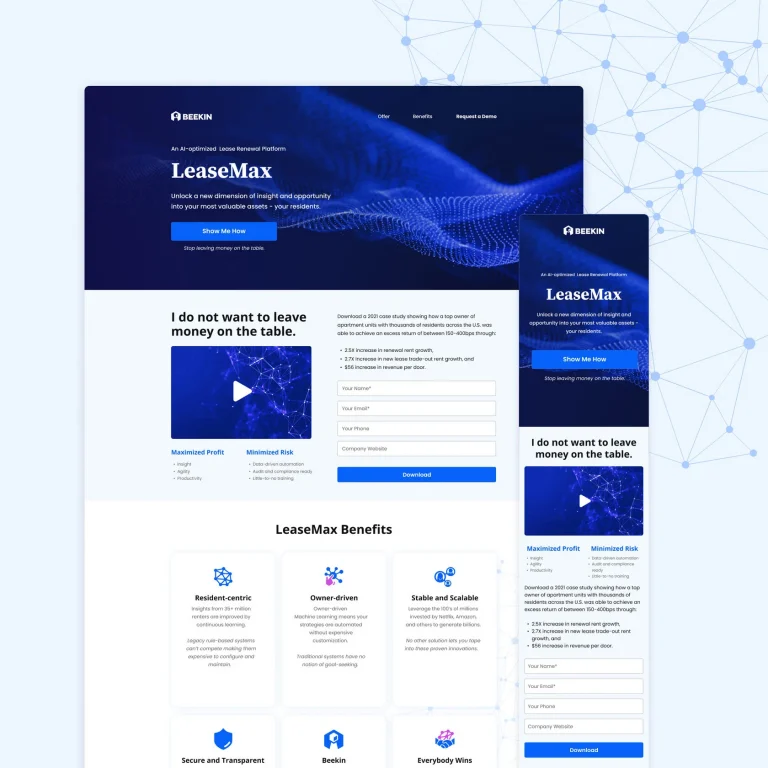 BEEKIN
Offer
Benefits
Request a Demo
An AI-optimized Lease Renewal Platform
LeaseMax
Unlock a new dimension of insight and opportunity
into your most valuable assets - your residents.
Show Me How
Stop leaving money on the table.
I do not want to leave
money on the table.
Maximized Profit
• Insight
• Agility
• Productivity
Minimized Risk
• Data-driven automation
• Audit and compliance ready
• Little-to-no training
Download a 2021 case study showing how a top owner of
apartment units with thousands of residents across the U.S. was
able to achieve an excess return of between 150-400bps through:
• 2.5X increase in renewal rent growth,
• 2.7X increase in new lease trade-out rent growth, and
• $56 increase in revenue per door.
Your Name*
Your Email*
Your Phone
Company Website
Download
LeaseMax Benefits
Resident-centric
Insights from 35+ million
renters are improved by
continuous learning.
Legacy rule-based systems
can't compete making them
expensive to configure and
maintain.
Owner-driven
Owner-driven
Machine Learning means your
strategies are automated
without expensive
customization.
Traditional systems have no
notion of goal-seeking.
Stable and Scalable
Leverage the 100's of millions
invested by Netflix, Amazon,
and others to generate billions.
No other solution lets you tape
into these proven innovations.
Secure and Transparent
Beekin
Everybody Wins
BEEKIN
An AI-optimized Lease Renewal Platform
LeaseMax
Unlock a new dimension of insight and
opportunity into your most valuable assets -
your residents.
Show Me How
Stop leaving money on the table.
I do not want to leave
money on the table.
Maximized Profit
• Insight
• Agility
• Productivity
Minimized Risk
• Data-driven automation
• Audit and compliance
ready
• Little-to-no training
Download a 2021 case study showing how a top
owner of apartment units with thousands of
residents across the U.S. was able to achieve an
excess return of between 150-400bps through:
• 2.5X increase in renewal rent growth,
• 2.7X increase in new lease trade-out rent
growth, and
• $56 increase in revenue per door.
Your Name*
Your Email*
Your Phone
Company Website
Download